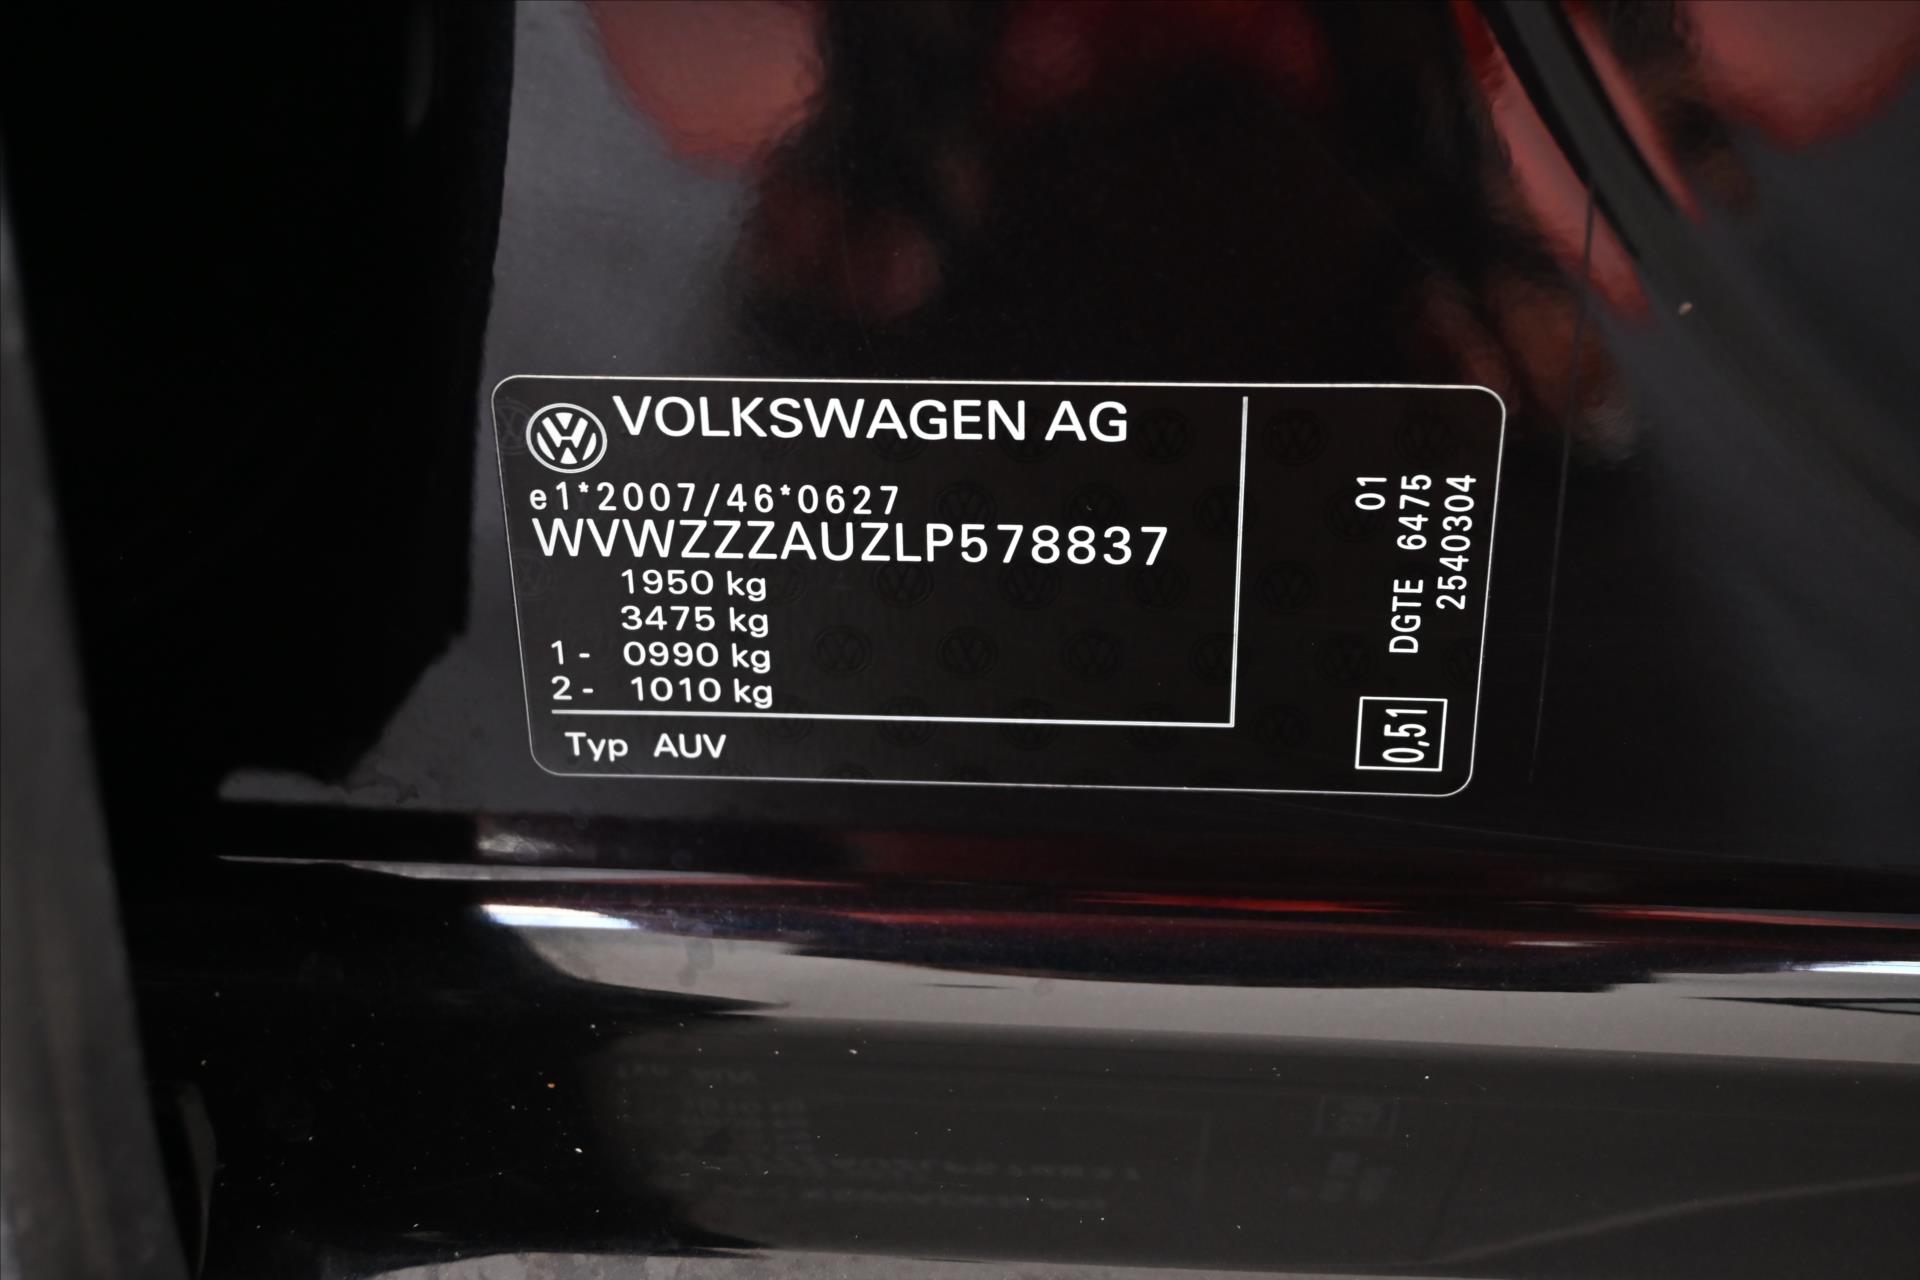 VOLKSWAGEN AG
e1*2007/46*0627
WVWZZZAUZLP578837
1950 kg
3475 kg
1- 0990 kg
2- 1010 kg
Typ AUV
01
DGTE 6475
2540304
0,51